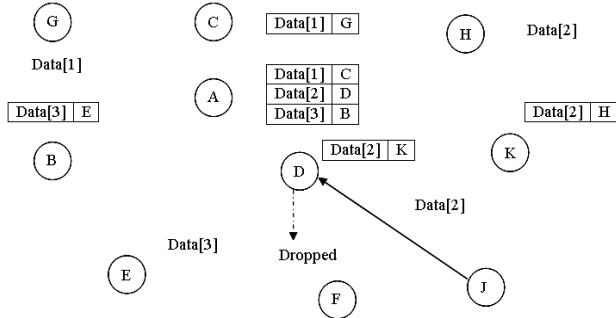 G
C
Data[1] G
H
Data[2]
Data[1]
A
Data[1] C
Data[2] D
Data[3] B
Data[3] E
Data[2] H
B
Data[2] K
K
D
Data[2]
Data[3]
Dropped
E
F
J